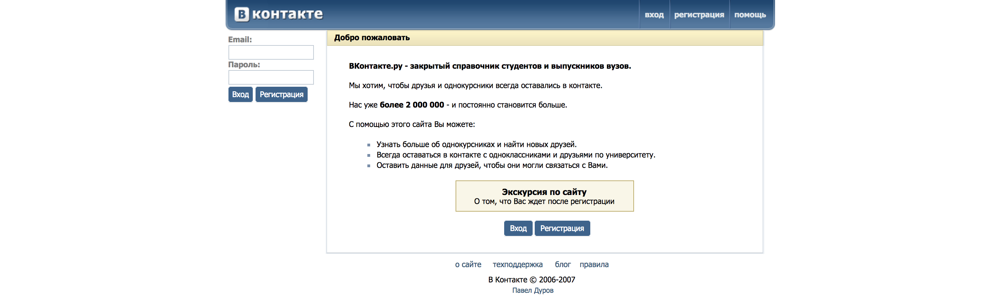 В контакте
вход регистрация помощь
Email:
Пароль:
Вход Регистрация
Добро пожаловать
ВКонтакте.ру - закрытый справочник студентов и выпускников вузов.
Мы хотим, чтобы друзья и однокурсники всегда оставались в контакте.
Нас уже более 2 000 000 - и постоянно становится больше.
С помощью этого сайта Вы можете:
Узнать больше об однокурсниках и найти новых друзей.
Всегда оставаться в контакте с одноклассниками и друзьями по университету.
Оставить данные для друзей, чтобы они могли связаться с Вами.
Экскурсия по сайту
О том, что Вас ждет после регистрации
Вход Регистрация
о сайте техподдержка блог правила
В Контакте © 2006-2007
Павел Дуров